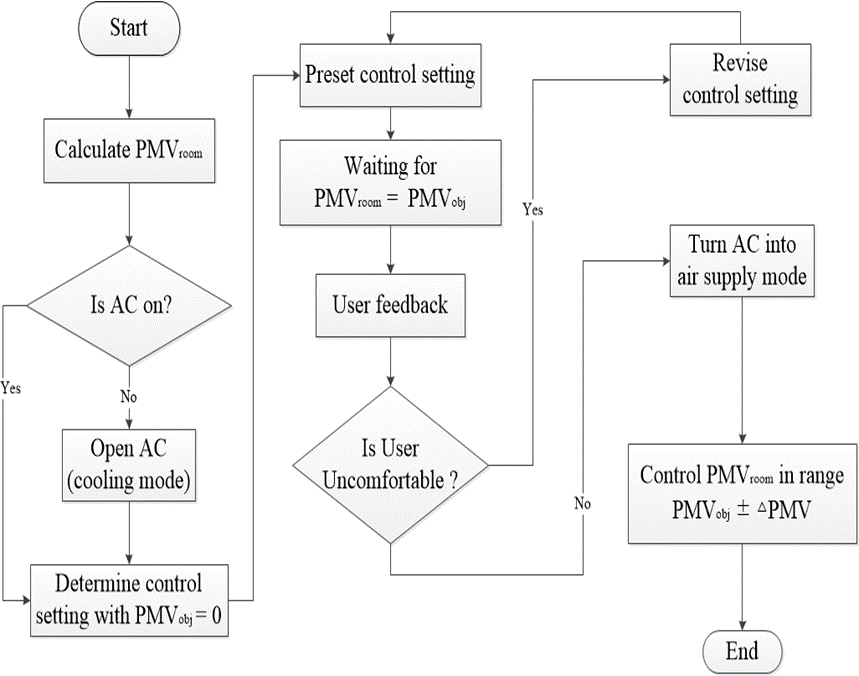 Start
Calculate PMVroom
Is AC on?
Yes
No
Open AC
(cooling mode)
Determine control
setting with PMVobj = 0
Preset control setting
Waiting for
PMVroom = PMVobj
User feedback
Is User
Uncomfortable ?
Yes
No
Revise
control setting
Turn AC into
air supply mode
Control PMVroom in range
PMVobj ± △PMV
End